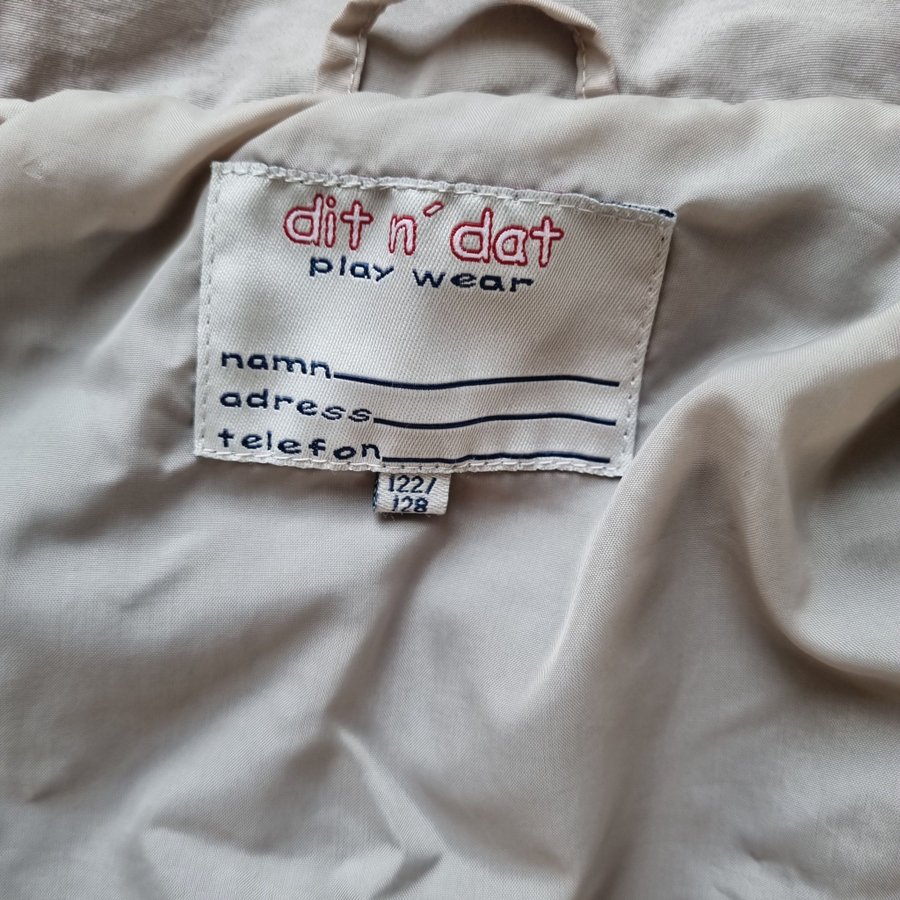 dit n´ dat
play wear
namn
adress
telefon
122/
128